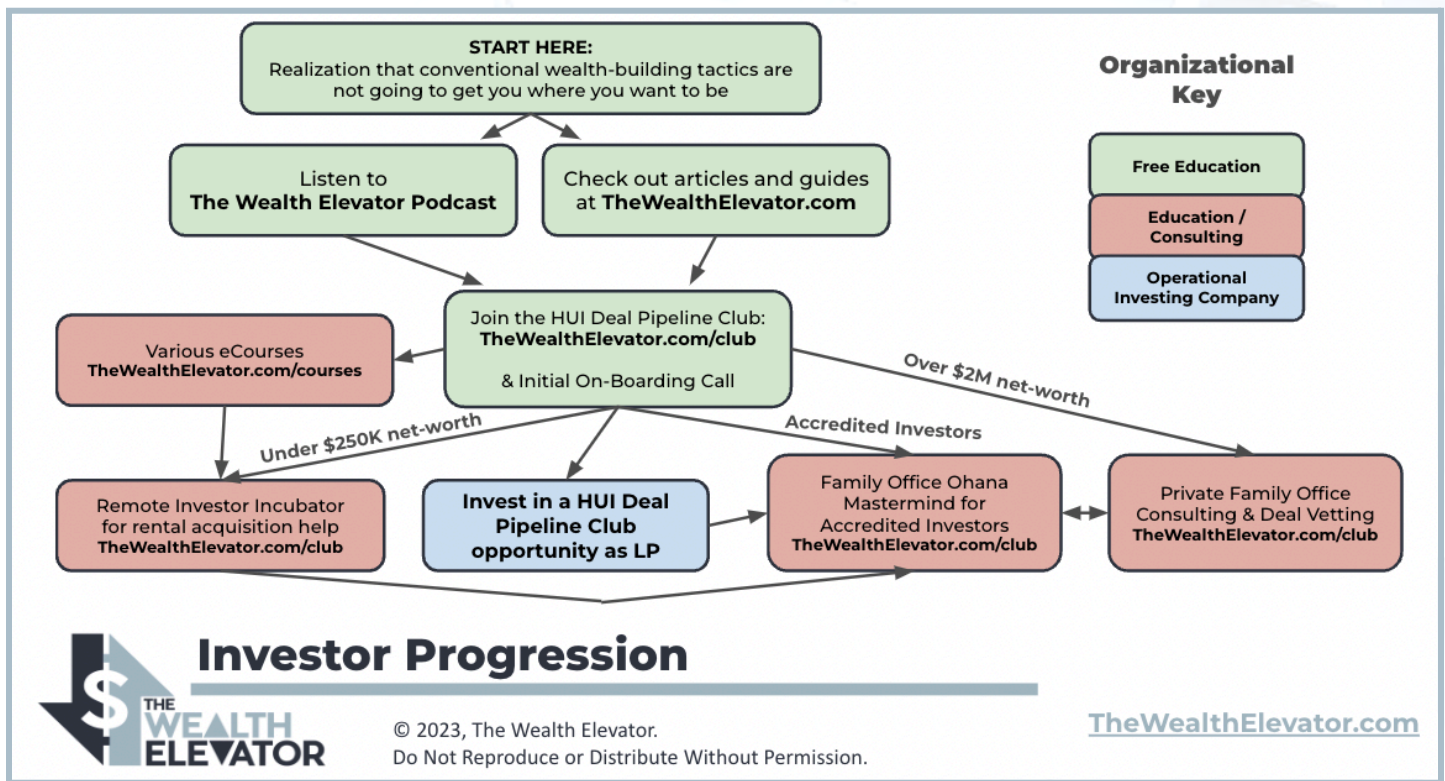 START HERE:
Realization that conventional wealth-building tactics are
not going to get you where you want to be
Organizational
Key
Free Education
Education /
Consulting
Operational
Investing Company
Listen to
The Wealth Elevator Podcast
Check out articles and guides
at TheWealthElevator.com
Join the HUI Deal Pipeline Club:
TheWealthElevator.com/club
& Initial On-Boarding Call
Various eCourses
TheWealthElevator.com/courses
Under $250K net-worth
Accredited Investors
Over $2M net-worth
Remote Investor Incubator
for rental acquisition help
TheWealthElevator.com/club
Invest in a HUI Deal
Pipeline Club
opportunity as LP
Family Office Ohana
Mastermind for
Accredited Investors
TheWealthElevator.com/club
Private Family Office
Consulting & Deal Vetting
TheWealthElevator.com/club
Investor Progression
$
THE
WEALTH
ELEVATOR
© 2023, The Wealth Elevator.
Do Not Reproduce or Distribute Without Permission.
TheWealthElevator.com